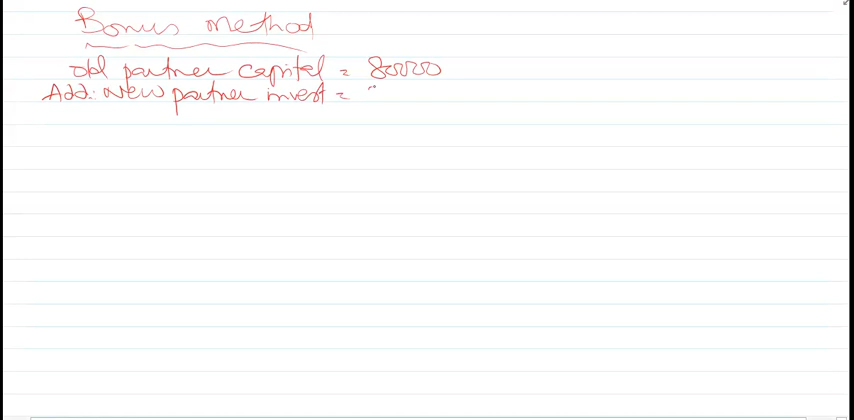 Bonus method
old partner capital = 80000
Add: New partner invest =